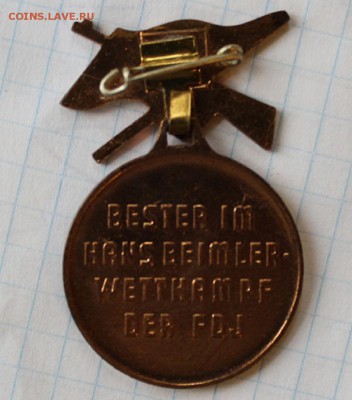 COINS.LAVE.RU
BESTER IM
HANS BEIMLER-
WETTKAMPF
DER FDJ